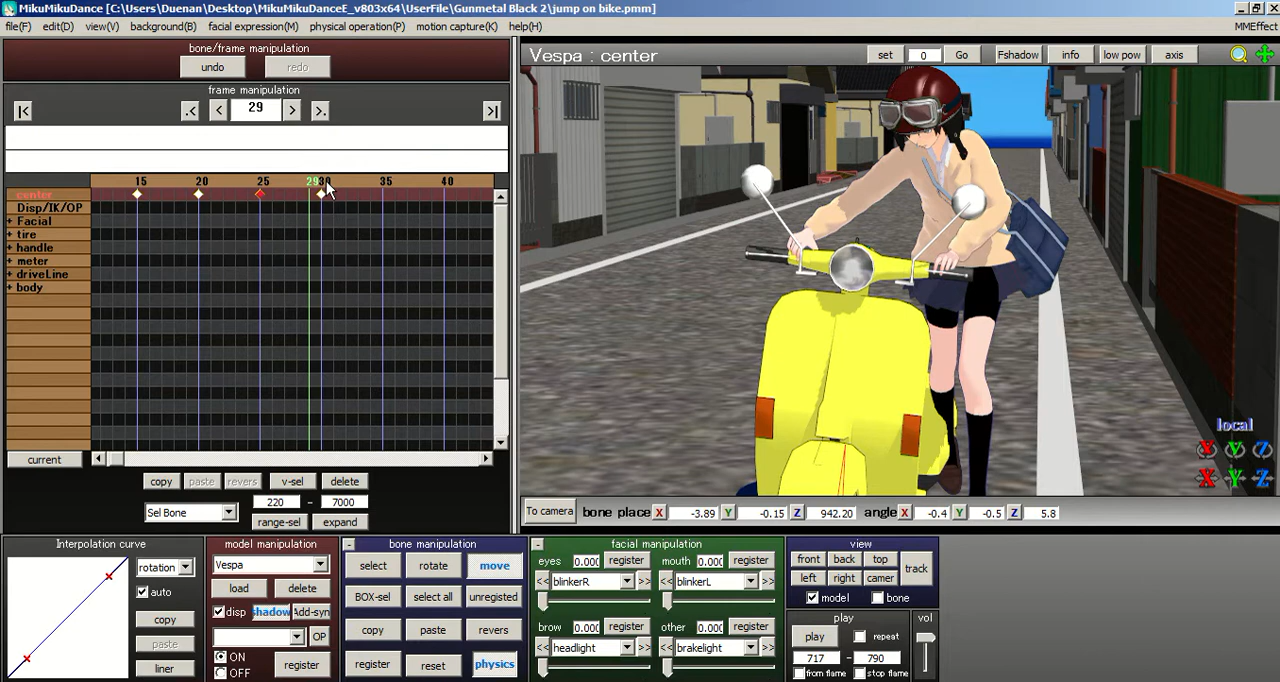 MikuMikuDance [C:\Users\Duenan\Desktop\MikuMikuDanceE_v803x64\UserFile\Gunmetal Black 2\jump on bike.pmm]
file(F) edit(D) view(V) background(B) facial expression(M) physical operation(P) motion capture(K) help(H) MMEffect
bone/frame manipulation
undo redo
frame manipulation
|< .< < 29 > >. >|
15 20 25 29 30 35 40
center
Disp/IK/OP
+ Facial
+ tire
+ handle
+ meter
+ driveLine
+ body
current
copy paste revers v-sel delete
Sel Bone 220 - 7000
range-sel expand
Vespa : center set 0 Go Fshadow info low pow axis
local
X Y Z
X Y Z
To camera bone place X -3.89 Y -0.15 Z 942.20 angle X -0.4 Y -0.5 Z 5.8
Interpolation curve
rotation
auto
copy
paste
liner
model manipulation
Vespa
load delete
disp shadow Add-syn
OP
ON
OFF
register
- bone manipulation
select rotate move
BOX-sel select all unregisted
copy paste revers
register reset physics
- facial manipulation
eyes 0.000 register mouth 0.000 register
<< blinkerR >> << blinkerL >>
brow 0.000 register other 0.000 register
<< headlight >> << brakelight >>
view
front back top
left right camer
track
model bone
play
play repeat
717 - 790
from flame stop flame
vol